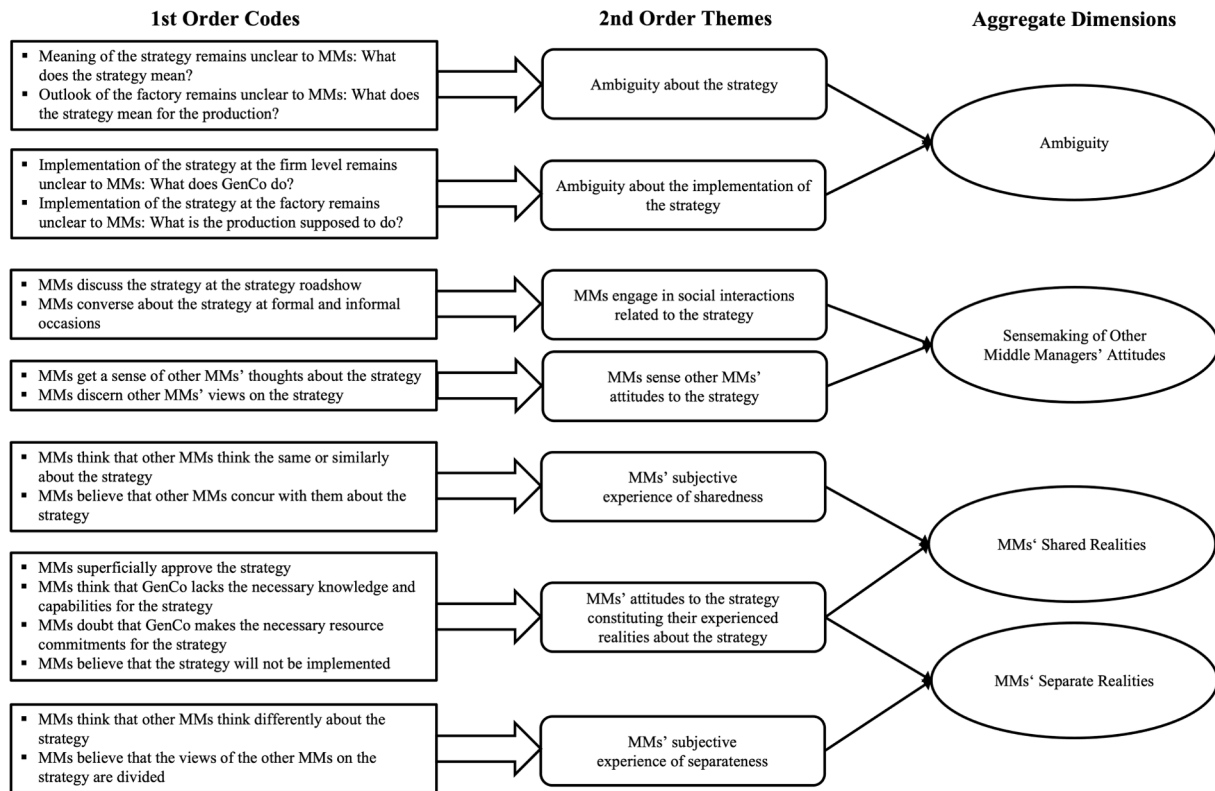 1st Order Codes
2nd Order Themes
Aggregate Dimensions
▪ Meaning of the strategy remains unclear to MMs: What
does the strategy mean?
▪ Outlook of the factory remains unclear to MMs: What does
the strategy mean for the production?
Ambiguity about the strategy
Ambiguity
▪ Implementation of the strategy at the firm level remains
unclear to MMs: What does GenCo do?
▪ Implementation of the strategy at the factory remains
unclear to MMs: What is the production supposed to do?
Ambiguity about the implementation of
the strategy
▪ MMs discuss the strategy at the strategy roadshow
▪ MMs converse about the strategy at formal and informal
occasions
MMs engage in social interactions
related to the strategy
Sensemaking of Other
Middle Managers' Attitudes
▪ MMs get a sense of other MMs' thoughts about the strategy
▪ MMs discern other MMs' views on the strategy
MMs sense other MMs'
attitudes to the strategy
▪ MMs think that other MMs think the same or similarly
about the strategy
▪ MMs believe that other MMs concur with them about the
strategy
MMs' subjective
experience of sharedness
MMs‘ Shared Realities
▪ MMs superficially approve the strategy
▪ MMs think that GenCo lacks the necessary knowledge and
capabilities for the strategy
▪ MMs doubt that GenCo makes the necessary resource
commitments for the strategy
▪ MMs believe that the strategy will not be implemented
MMs' attitudes to the strategy
constituting their experienced
realities about the strategy
MMs‘ Separate Realities
▪ MMs think that other MMs think differently about the
strategy
▪ MMs believe that the views of the other MMs on the
strategy are divided
MMs' subjective
experience of separateness